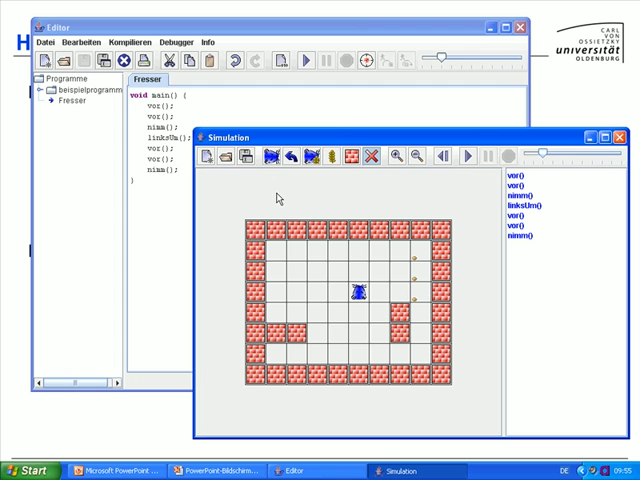 H
Editor
CARL
VON
OSSIETZKY
universität
OLDENBURG
Datei Bearbeiten Kompilieren Debugger Info
Programme
beispielprogramm
Fresser
Fresser
void main() {
vor();
vor();
nimm();
linksUm();
vor();
vor();
nimm();
}
Simulation
vor()
vor()
nimm()
linksUm()
vor()
vor()
nimm()
Start
Microsoft PowerPoint ...
PowerPoint-Bildschirm...
Editor
Simulation
DE
09:55